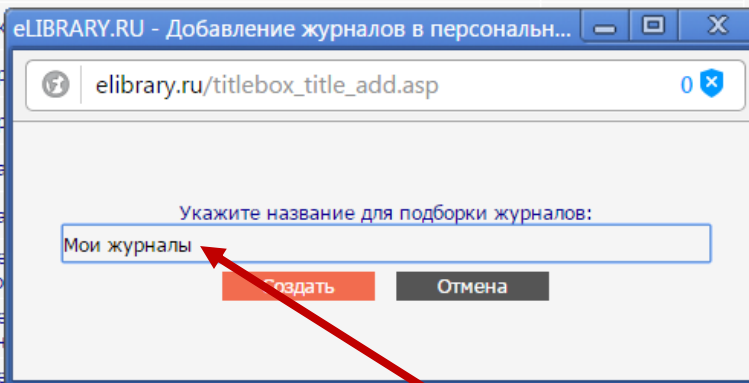 eLIBRARY.RU - Добавление журналов в персональн...
elibrary.ru/titlebox_title_add.asp 0
Укажите название для подборки журналов:
Мои журналы
Создать Отмена